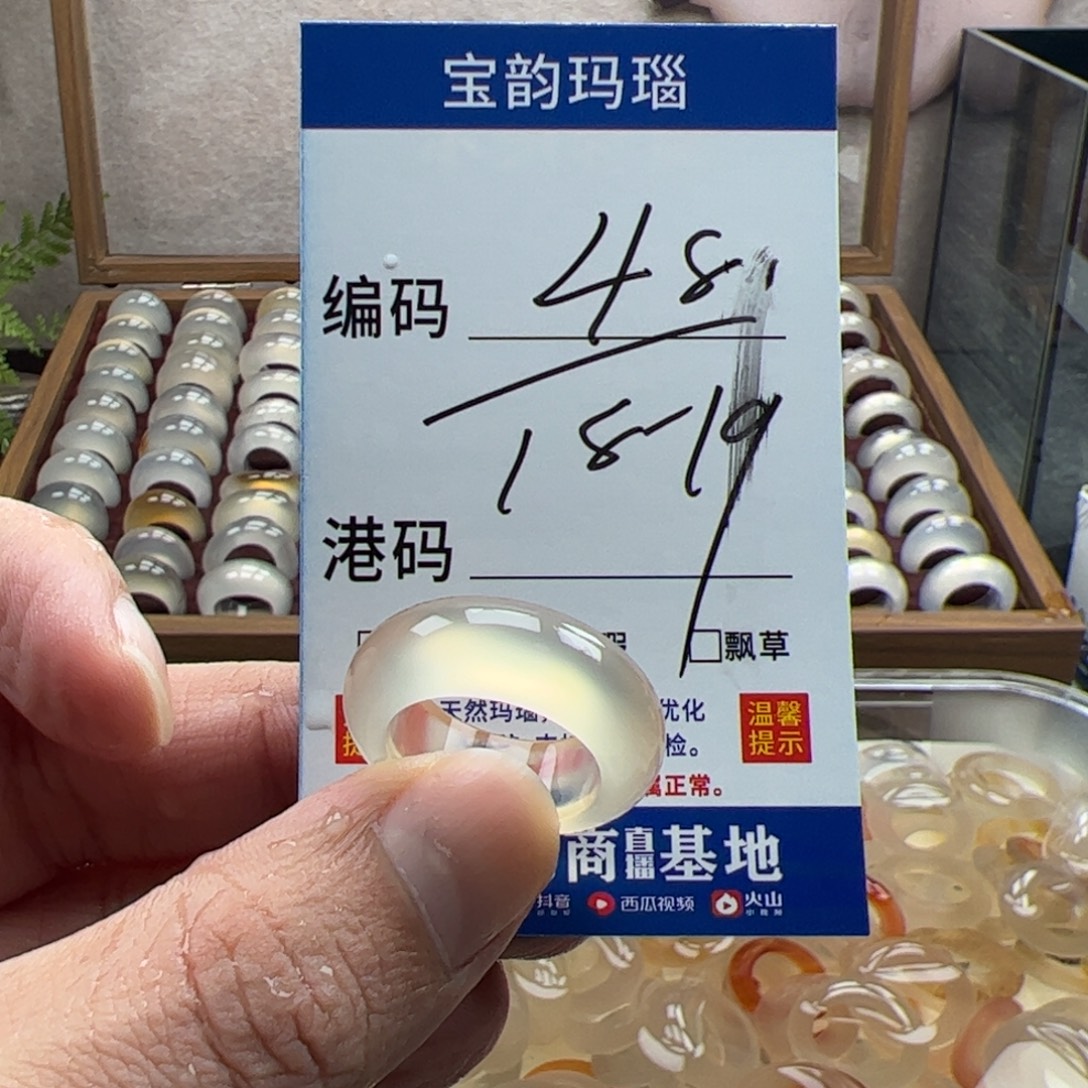 宝韵玛瑙
编码 48.
18-19
港码
□飘草
天然玛瑙 优化 温馨
提 检。 提示
属正常。
商直播基地
抖音 西瓜视频 火山